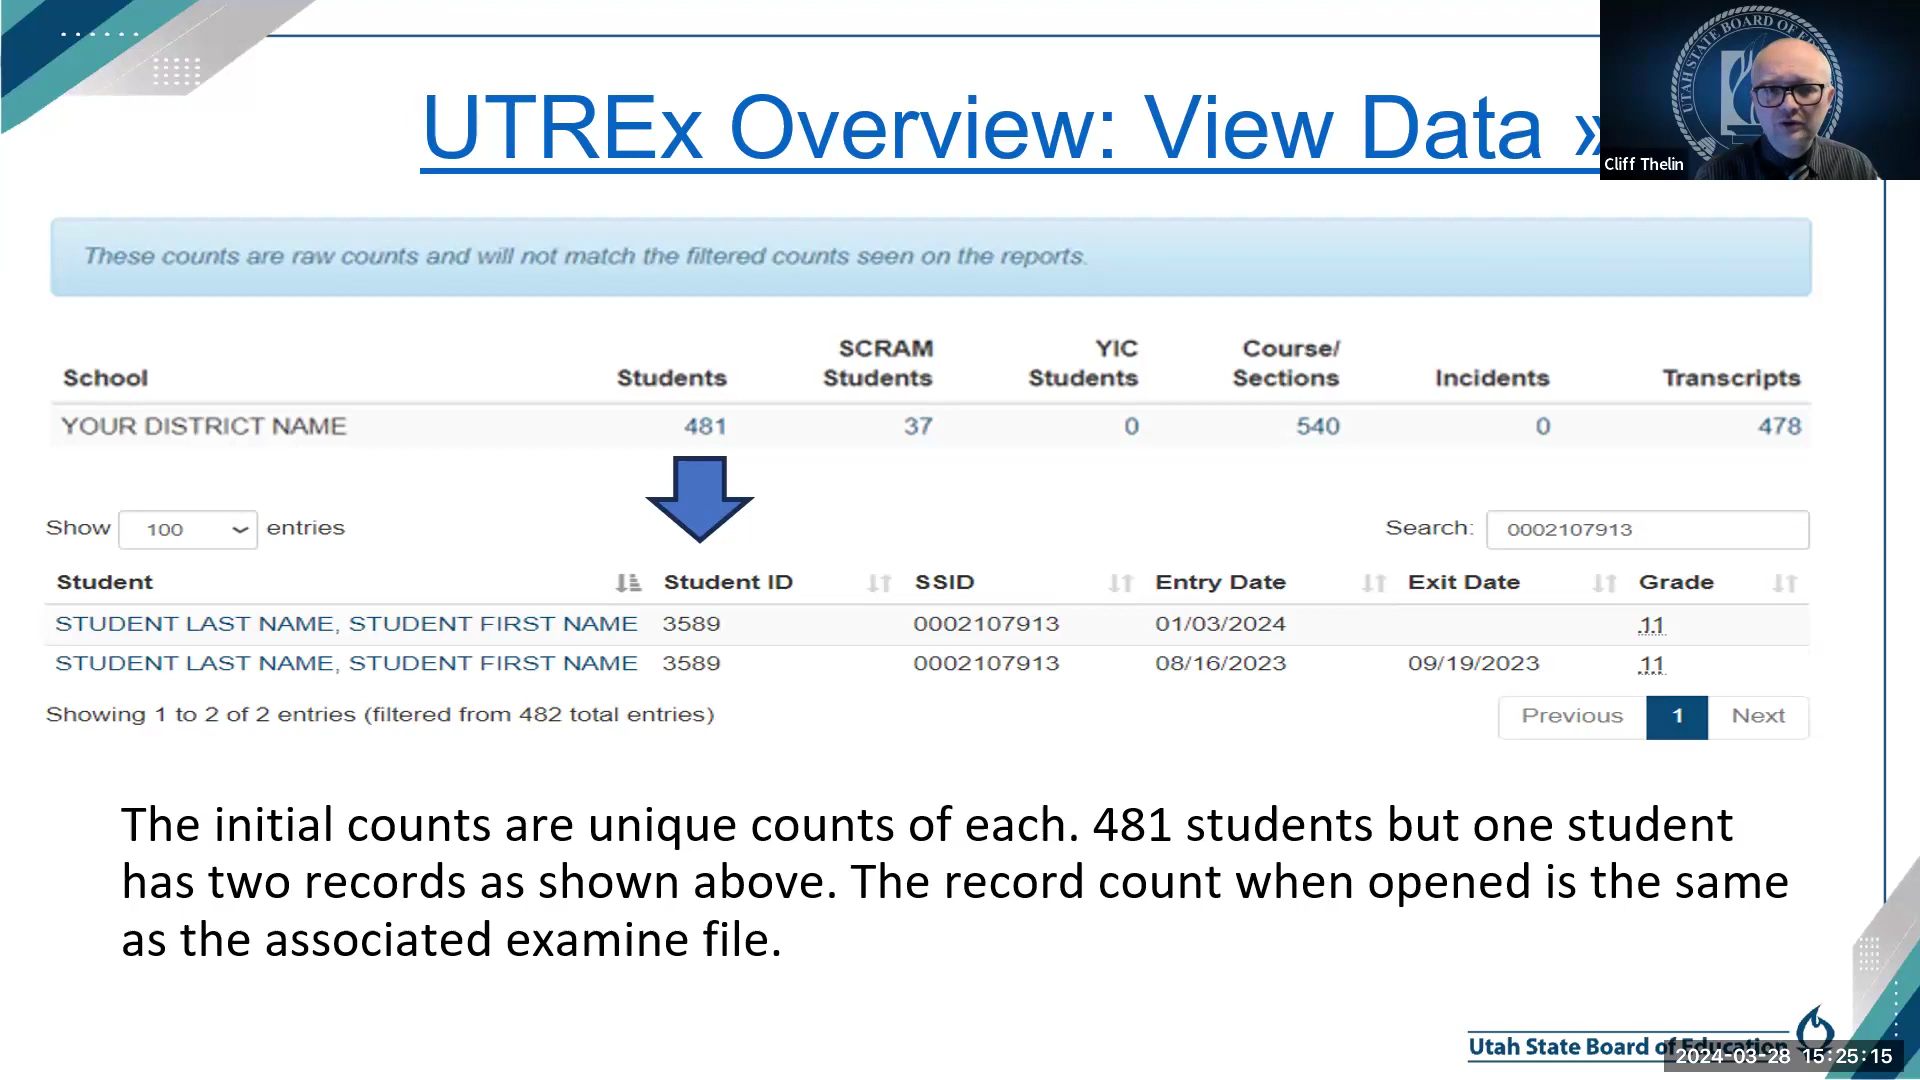 UTREx Overview: View Data »
UTAH STATE BOARD OF
Cliff Thelin
These counts are raw counts and will not match the filtered counts seen on the reports.
School Students SCRAM Students YIC Students Course/ Sections Incidents Transcripts
YOUR DISTRICT NAME 481 37 0 540 0 478
Show 100 entries Search: 0002107913
Student Student ID SSID Entry Date Exit Date Grade
STUDENT LAST NAME, STUDENT FIRST NAME 3589 0002107913 01/03/2024 11
STUDENT LAST NAME, STUDENT FIRST NAME 3589 0002107913 08/16/2023 09/19/2023 11
Showing 1 to 2 of 2 entries (filtered from 482 total entries) Previous 1 Next
The initial counts are unique counts of each. 481 students but one student
has two records as shown above. The record count when opened is the same
as the associated examine file.
Utah State Board of Education
2024-03-28 15:25:15